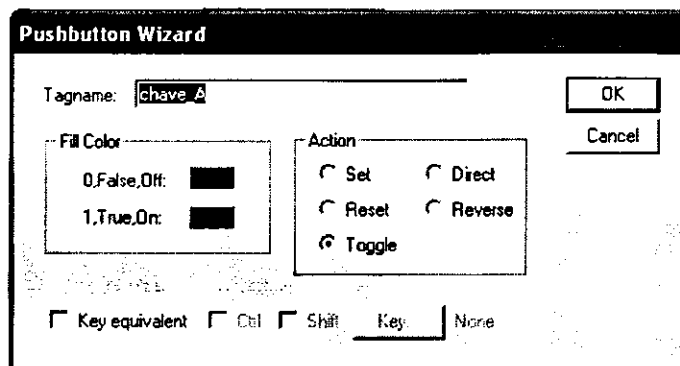 Pushbutton Wizard
Tagname: chave_A
OK
Cancel
Fill Color
0,False,Off:
1,True,On:
Action
Set Direct
Reset Reverse
Toggle
Key equivalent Ctrl Shift Key. None